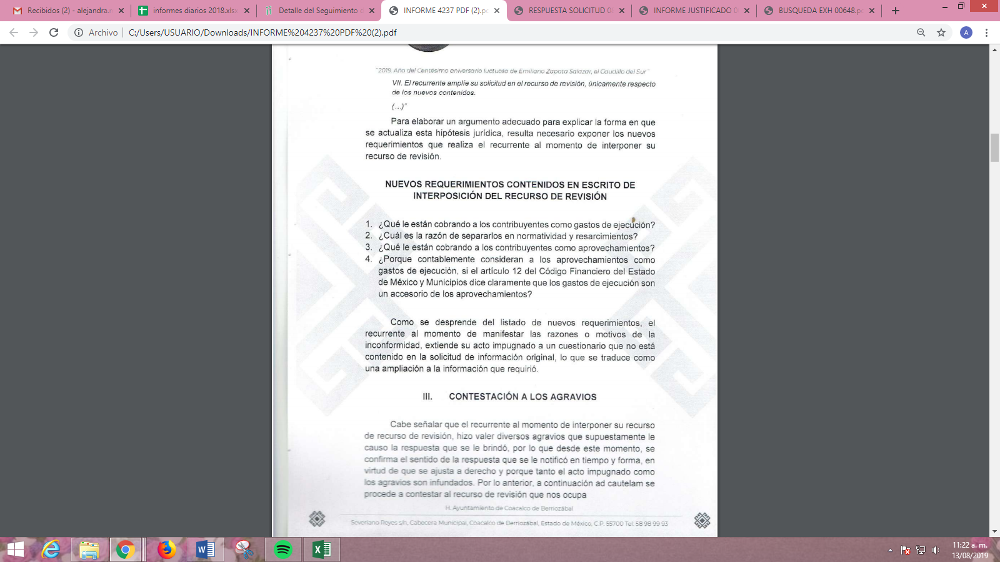 Recibidos (2) - alejandra.n
informes diarios 2018.xlsx
Detalle del Seguimiento d
INFORME 4237 PDF (2).pd
RESPUESTA SOLICITUD 0
INFORME JUSTIFICADO 0
BUSQUEDA EXH 00648.pd
Archivo
C:/Users/USUARIO/Downloads/INFORME%204237%20PDF%20(2).pdf
A
"2019. Año del Centésimo aniversario luctuoso de Emiliano Zapata Salazar, el Caudillo del Sur"
VII. El recurrente amplíe su solicitud en el recurso de revisión, únicamente respecto
de los nuevos contenidos.
(...)"
Para elaborar un argumento adecuado para explicar la forma en que
se actualiza esta hipótesis jurídica, resulta necesario exponer los nuevos
requerimientos que realiza el recurrente al momento de interponer su
recurso de revisión.
NUEVOS REQUERIMIENTOS CONTENIDOS EN ESCRITO DE
INTERPOSICIÓN DEL RECURSO DE REVISIÓN
1. ¿Qué le están cobrando a los contribuyentes como gastos de ejecución?
2. ¿Cuál es la razón de separarlos en normatividad y resarcimientos?
3. ¿Qué le están cobrando a los contribuyentes como aprovechamientos?
4. ¿Porque contablemente consideran a los aprovechamientos como
gastos de ejecución, si el artículo 12 del Código Financiero del Estado
de México y Municipios dice claramente que los gastos de ejecución son
un accesorio de los aprovechamientos?
Como se desprende del listado de nuevos requerimientos, el
recurrente al momento de manifestar las razones o motivos de la
inconformidad, extiende su acto impugnado a un cuestionario que no está
contenido en la solicitud de información original, lo que se traduce como
una ampliación a la información que requirió.
III. CONTESTACIÓN A LOS AGRAVIOS
Cabe señalar que el recurrente al momento de interponer su recurso
de recurso de revisión, hizo valer diversos agravios que supuestamente le
causo la respuesta que se le brindó, por lo que desde este momento, se
confirma el sentido de la respuesta que se le notificó en tiempo y forma, en
virtud de que se ajusta a derecho y porque tanto el acto impugnado como
los agravios son infundados. Por lo anterior, a continuación ad cautelam se
procede a contestar al recurso de revisión que nos ocupa
H. Ayuntamiento de Coacalco de Berriozábal
Severiano Reyes s/n, Cabecera Municipal, Coacalco de Berriozábal, Estado de México, C.P. 55700 Tel: 58 98 99 93
11:22 a. m.
13/08/2019